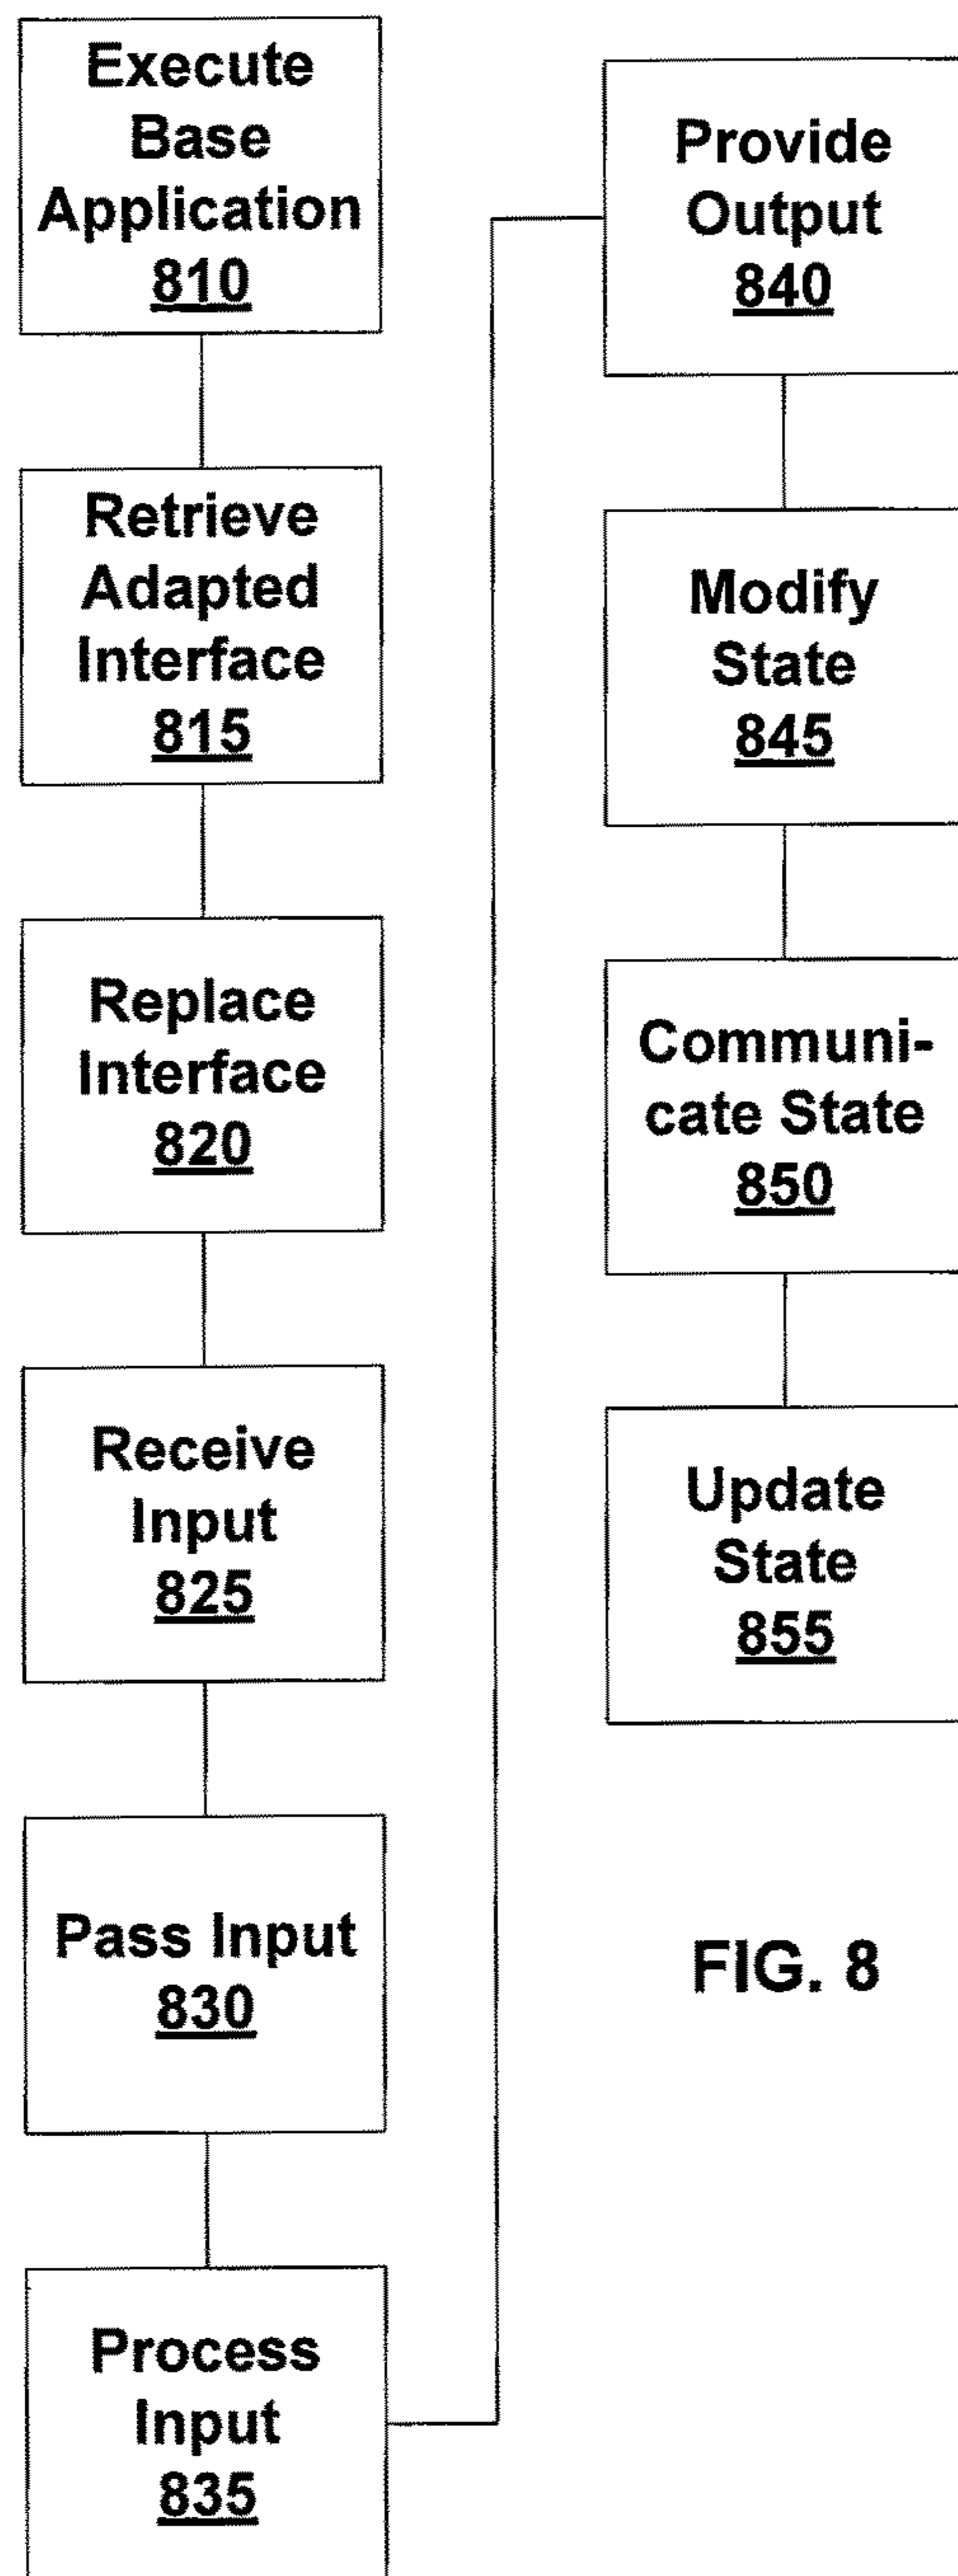 Execute
Base
Application
810
Retrieve
Adapted
Interface
815
Replace
Interface
820
Receive
Input
825
Pass Input
830
Process
Input
835
Provide
Output
840
Modify
State
845
Communi-
cate State
850
Update
State
855
FIG. 8